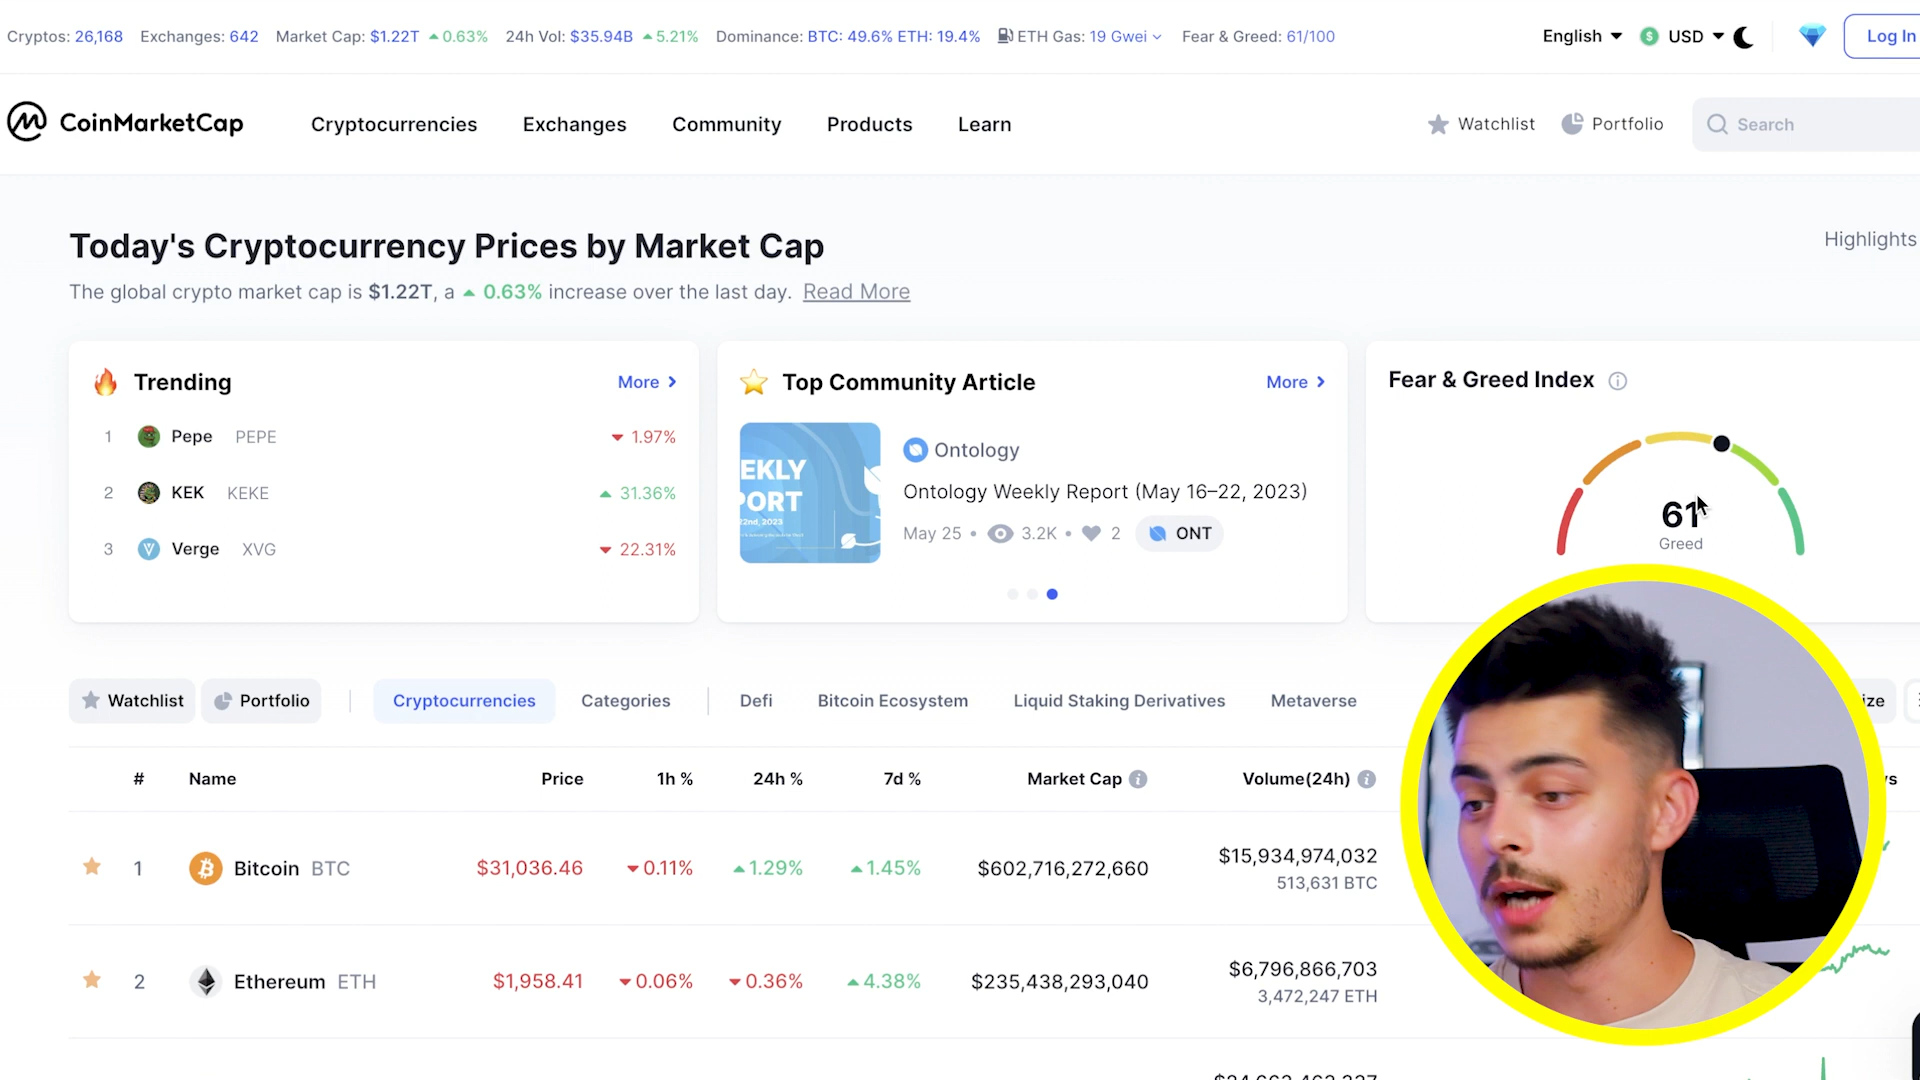 Cryptos: 26,168 Exchanges: 642 Market Cap: $1.22T 0.63% 24h Vol: $35.94B 5.21% Dominance: BTC: 49.6% ETH: 19.4% ETH Gas: 19 Gwei Fear & Greed: 61/100 English USD Log In
CoinMarketCap Cryptocurrencies Exchanges Community Products Learn Watchlist Portfolio Search
Today's Cryptocurrency Prices by Market Cap Highlights
The global crypto market cap is $1.22T, a 0.63% increase over the last day. Read More
Trending More
1 Pepe PEPE 1.97%
2 KEK KEKE 31.36%
3 Verge XVG 22.31%
Top Community Article More
Ontology
Ontology Weekly Report (May 16–22, 2023)
May 25 • 3.2K • 2 ONT
Fear & Greed Index
61
Greed
Watchlist Portfolio Cryptocurrencies Categories Defi Bitcoin Ecosystem Liquid Staking Derivatives Metaverse
# Name Price 1h % 24h % 7d % Market Cap Volume(24h)
1 Bitcoin BTC $31,036.46 0.11% 1.29% 1.45% $602,716,272,660 $15,934,974,032
513,631 BTC
2 Ethereum ETH $1,958.41 0.06% 0.36% 4.38% $235,438,293,040 $6,796,866,703
3,472,247 ETH